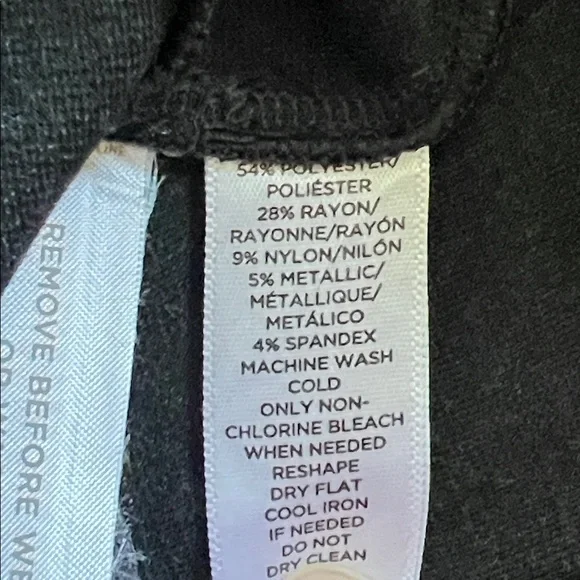 54% POLYESTER/
POLIÉSTER
28% RAYON/
RAYONNE/RAYÓN
9% NYLON/NILÓN
5% METALLIC/
MÉTALLIQUE/
METÁLICO
4% SPANDEX
MACHINE WASH
COLD
ONLY NON-
CHLORINE BLEACH
WHEN NEEDED
RESHAPE
DRY FLAT
COOL IRON
IF NEEDED
DO NOT
DRY CLEAN
REMOVE BEFORE